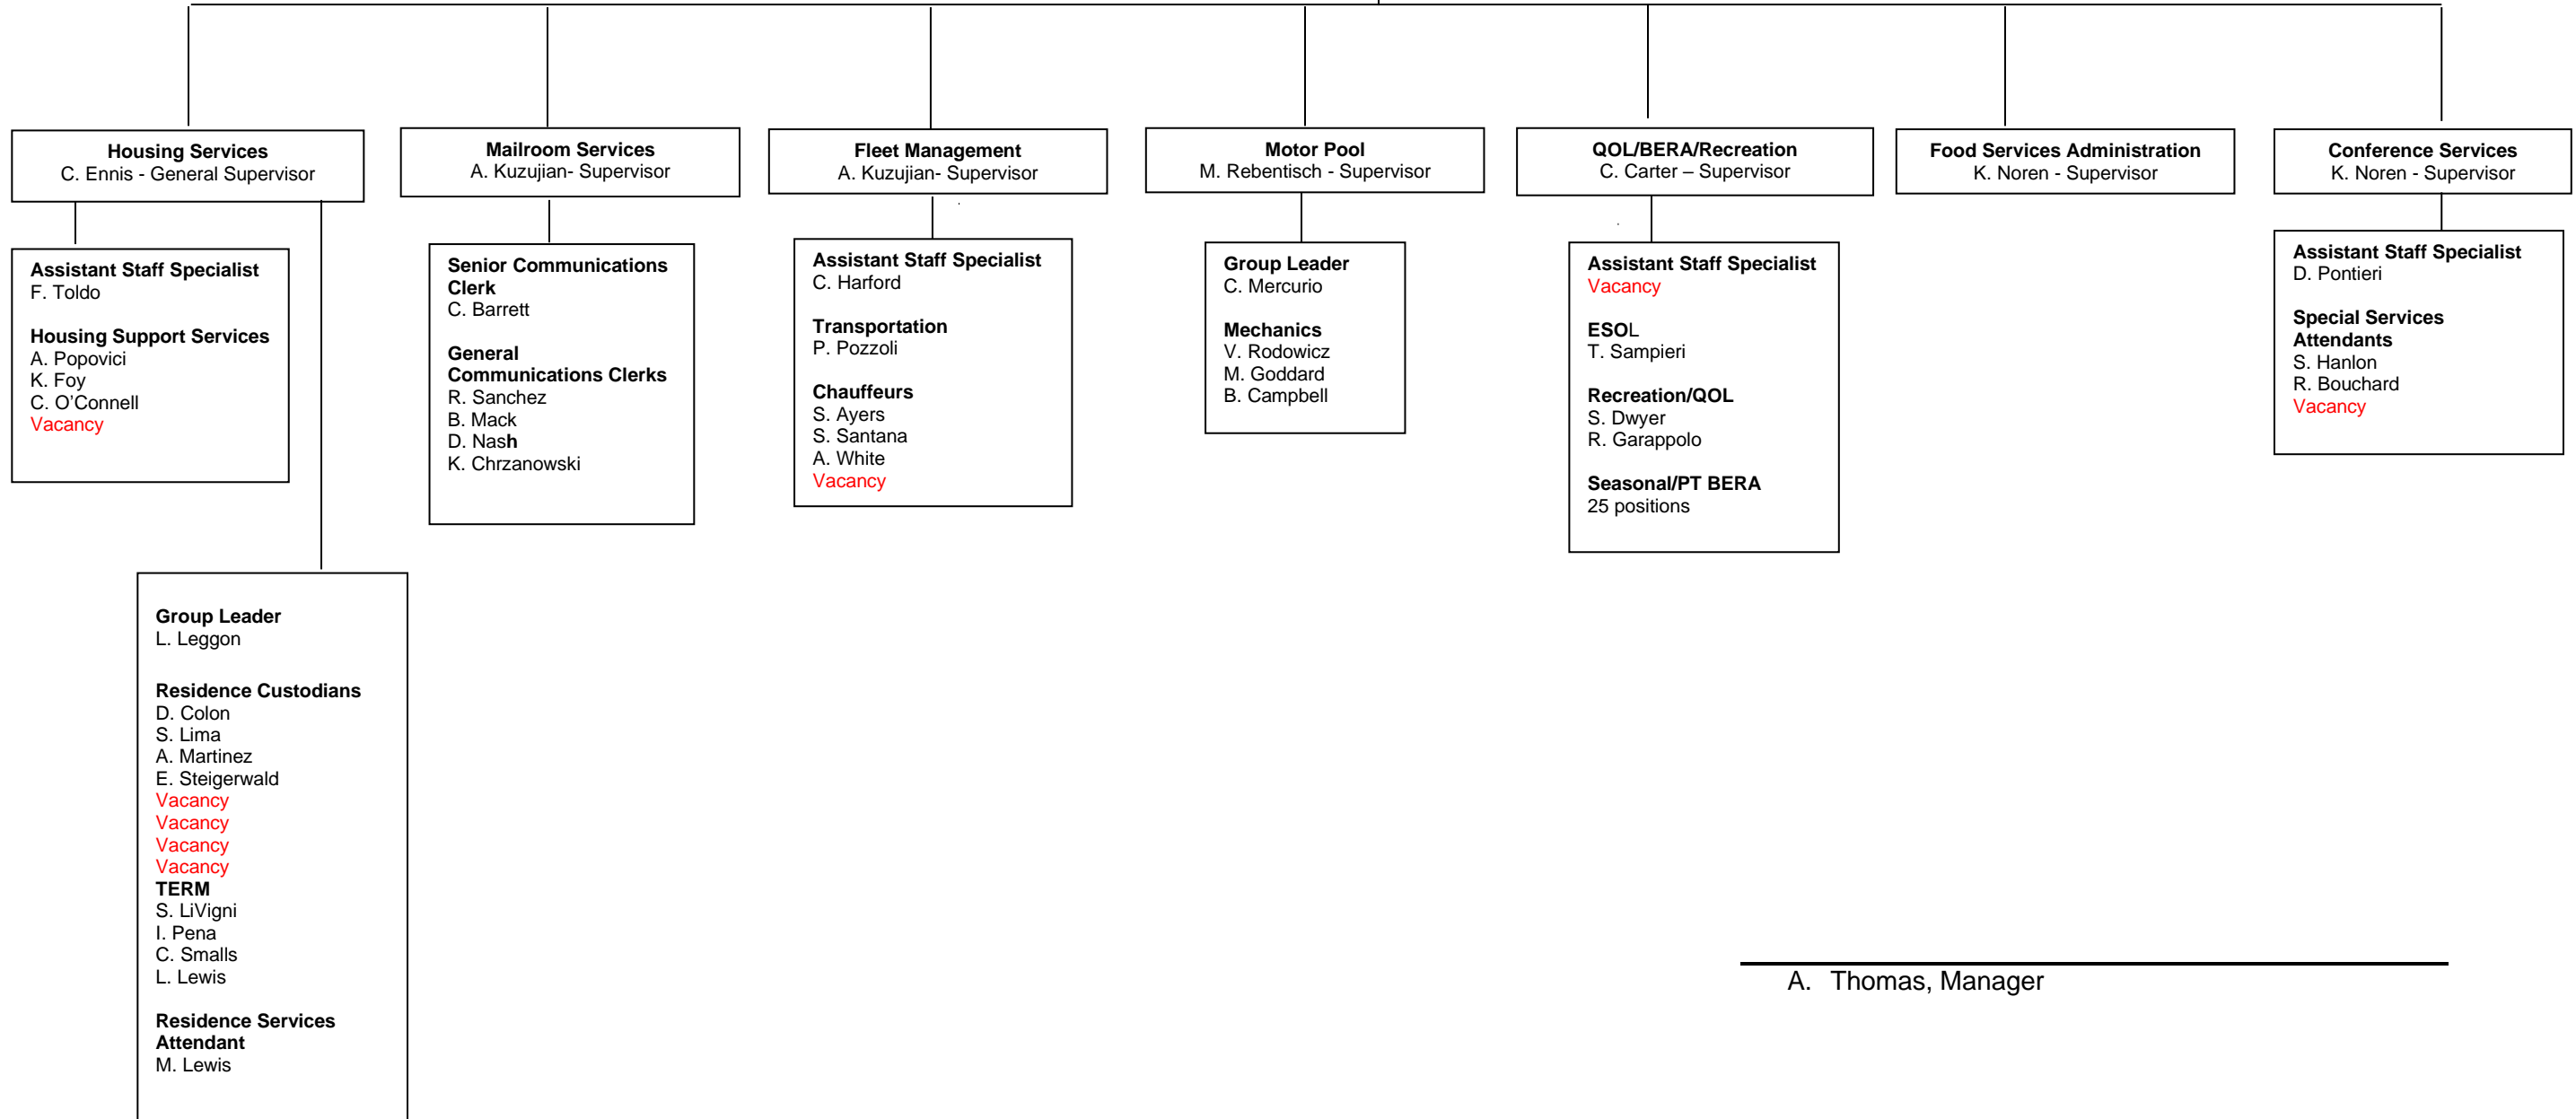 Housing Services
C. Ennis - General Supervisor
Mailroom Services
A. Kuzujian- Supervisor
Fleet Management
A. Kuzujian- Supervisor
Motor Pool
M. Rebentisch - Supervisor
QOL/BERA/Recreation
C. Carter – Supervisor
Food Services Administration
K. Noren - Supervisor
Conference Services
K. Noren - Supervisor
Assistant Staff Specialist
F. Toldo
Housing Support Services
A. Popovici
K. Foy
C. O’Connell
Vacancy
Senior Communications
Clerk
C. Barrett
General
Communications Clerks
R. Sanchez
B. Mack
D. Nash
K. Chrzanowski
Assistant Staff Specialist
C. Harford
Transportation
P. Pozzoli
Chauffeurs
S. Ayers
S. Santana
A. White
Vacancy
Group Leader
C. Mercurio
Mechanics
V. Rodowicz
M. Goddard
B. Campbell
Assistant Staff Specialist
Vacancy
ESOL
T. Sampieri
Recreation/QOL
S. Dwyer
R. Garappolo
Seasonal/PT BERA
25 positions
Assistant Staff Specialist
D. Pontieri
Special Services
Attendants
S. Hanlon
R. Bouchard
Vacancy
Group Leader
L. Leggon
Residence Custodians
D. Colon
S. Lima
A. Martinez
E. Steigerwald
Vacancy
Vacancy
Vacancy
Vacancy
TERM
S. LiVigni
I. Pena
C. Smalls
L. Lewis
Residence Services
Attendant
M. Lewis
A. Thomas, Manager